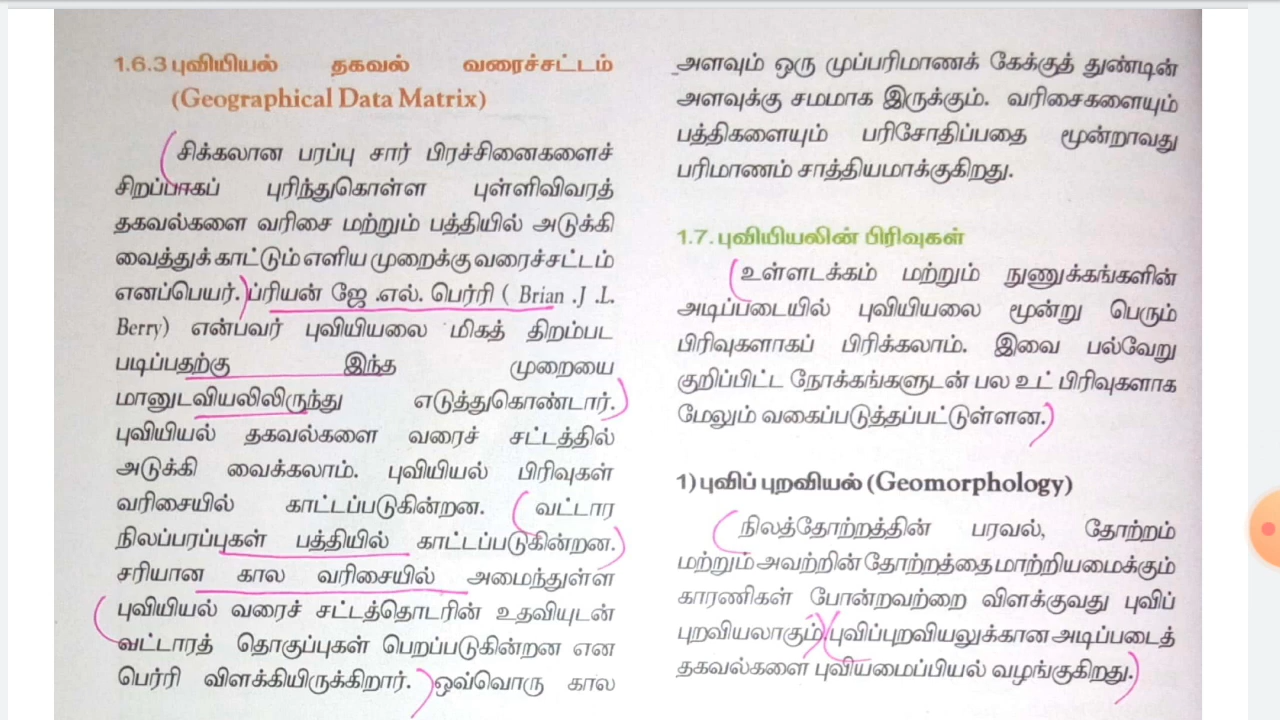 1.6.3 புவியியல் தகவல் வரைச்சட்டம்
(Geographical Data Matrix)
சிக்கலான பரப்பு சார் பிரச்சினைகளைச்
சிறப்பாகப் புரிந்துகொள்ள புள்ளிவிவரத்
தகவல்களை வரிசை மற்றும் பத்தியில் அடுக்கி
வைத்துக் காட்டும் எளிய முறைக்கு வரைச்சட்டம்
எனப்பெயர். ப்ரியன் ஜே .எல். பெர்ரி ( Brian .J .L.
Berry) என்பவர் புவியியலை மிகத் திறம்பட
படிப்பதற்கு இந்த முறையை
மானுடவியலிலிருந்து எடுத்துகொண்டார்.
புவியியல் தகவல்களை வரைச் சட்டத்தில்
அடுக்கி வைக்கலாம். புவியியல் பிரிவுகள்
வரிசையில் காட்டப்படுகின்றன. வட்டார
நிலப்பரப்புகள் பத்தியில் காட்டப்படுகின்றன.
சரியான கால வரிசையில் அமைந்துள்ள
புவியியல் வரைச் சட்டத்தொடரின் உதவியுடன்
வட்டாரத் தொகுப்புகள் பெறப்படுகின்றன என
பெர்ரி விளக்கியிருக்கிறார். ஒவ்வொரு கால
அளவும் ஒரு முப்பரிமாணக் கேக்குத் துண்டின்
அளவுக்கு சமமாக இருக்கும். வரிசைகளையும்
பத்திகளையும் பரிசோதிப்பதை மூன்றாவது
பரிமாணம் சாத்தியமாக்குகிறது.
1.7. புவியியலின் பிரிவுகள்
உள்ளடக்கம் மற்றும் நுணுக்கங்களின்
அடிப்படையில் புவியியலை மூன்று பெரும்
பிரிவுகளாகப் பிரிக்கலாம். இவை பல்வேறு
குறிப்பிட்ட நோக்கங்களுடன் பல உட் பிரிவுகளாக
மேலும் வகைப்படுத்தப்பட்டுள்ளன.
1) புவிப் புறவியல் (Geomorphology)
நிலத்தோற்றத்தின் பரவல், தோற்றம்
மற்றும் அவற்றின் தோற்றத்தை மாற்றியமைக்கும்
காரணிகள் போன்றவற்றை விளக்குவது புவிப்
புறவியலாகும். புவிப்புறவியலுக்கான அடிப்படைத்
தகவல்களை புவியமைப்பியல் வழங்குகிறது.